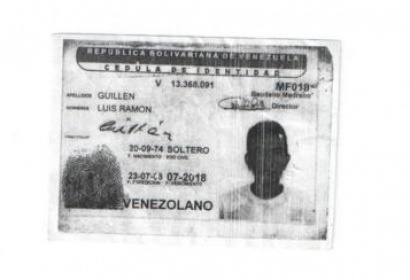 REPUBLICA BOLIVARIANA DE VENEZUELA
CEDULA DE IDENTIDAD
V 13.368.091 MF018
APELLIDOS GUILLEN
NOMBRES LUIS RAMON
Director
Guillén
20-09-74 SOLTERO
F. NACIMIENTO EDO CIVIL
23-07-08 07-2018
F. EXPEDICION F. VENCIMIENTO
VENEZOLANO